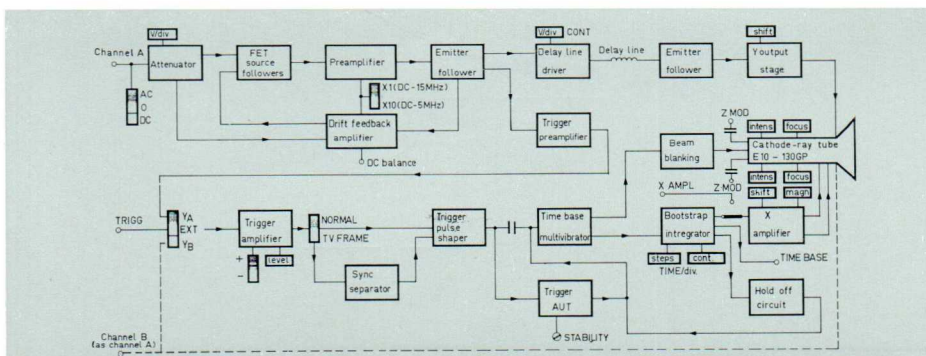 Channel A
V/div
Attenuator
AC
0
DC
FET
source
followers
Preamplifier
X1(DC-15MHz)
X10(DC-5MHz)
Drift feedback
amplifier
DC balance
Emitter
follower
Trigger
preamplifier
V/div CONT
Delay line
driver
Delay line
Emitter
follower
shift
Y output
stage
Z MOD
intens
focus
Cathode-ray tube
E10-130GP
intens
focus
Z MOD
shift
magn
Beam
blanking
X AMPL
TRIGG
YA
EXT
YB
Trigger
amplifier
level
+
-
NORMAL
TV FRAME
Sync
separator
Trigger
pulse
shaper
Time base
multivibrator
Bootstrap
intregrator
steps
cont.
TIME/div.
X
amplifier
TIME BASE
Trigger
AUT
STABILITY
Hold off
circuit
Channel B
(as channel A)